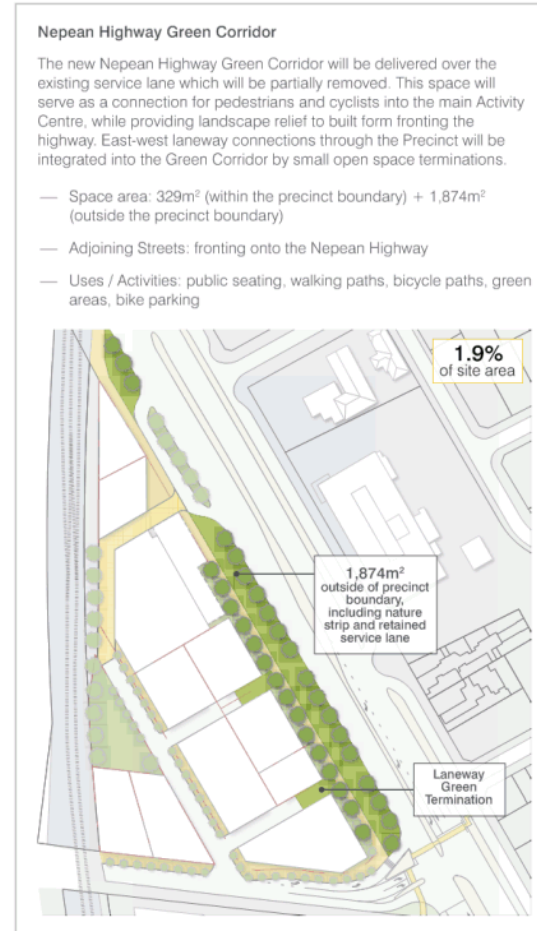 Nepean Highway Green Corridor
The new Nepean Highway Green Corridor will be delivered over the
existing service lane which will be partially removed. This space will
serve as a connection for pedestrians and cyclists into the main Activity
Centre, while providing landscape relief to built form fronting the
highway. East-west laneway connections through the Precinct will be
integrated into the Green Corridor by small open space terminations.
— Space area: 329m² (within the precinct boundary) + 1,874m²
(outside the precinct boundary)
— Adjoining Streets: fronting onto the Nepean Highway
— Uses / Activities: public seating, walking paths, bicycle paths, green
areas, bike parking
1.9%
of site area
1,874m²
outside of precinct
boundary,
including nature
strip and retained
service lane
Laneway
Green
Termination